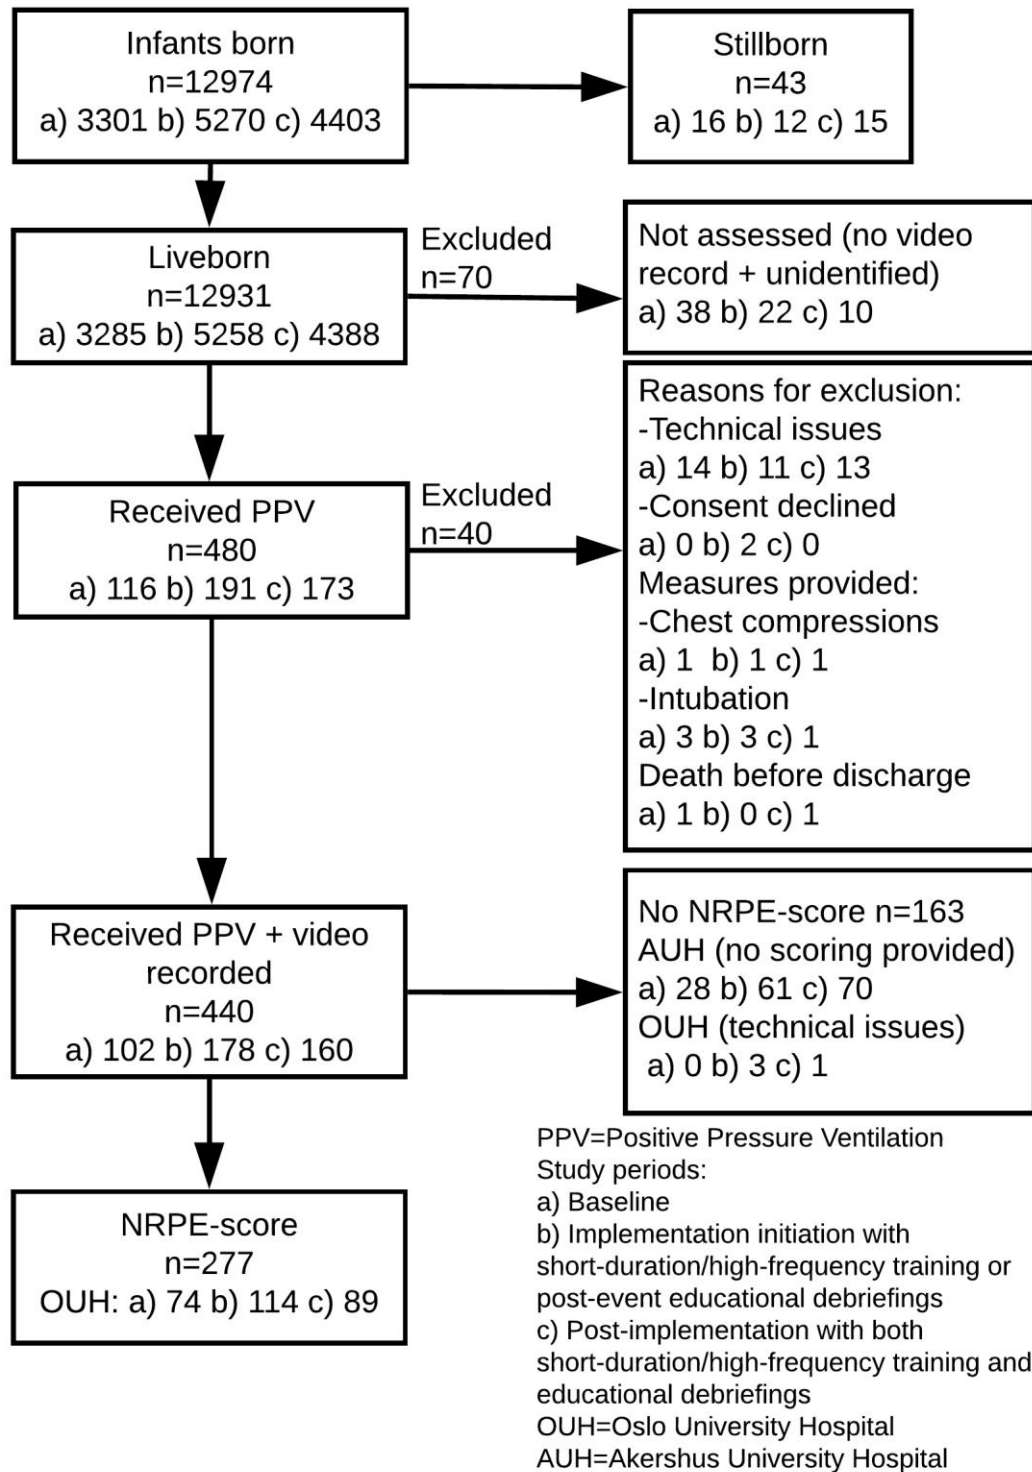 Infants born
n=12974
a) 3301 b) 5270 c) 4403
Stillborn
n=43
a) 16 b) 12 c) 15
Liveborn
n=12931
a) 3285 b) 5258 c) 4388
Excluded
n=70
Not assessed (no video
record + unidentified)
a) 38 b) 22 c) 10
Received PPV
n=480
a) 116 b) 191 c) 173
Excluded
n=40
Reasons for exclusion:
-Technical issues
a) 14 b) 11 c) 13
-Consent declined
a) 0 b) 2 c) 0
Measures provided:
-Chest compressions
a) 1 b) 1 c) 1
-Intubation
a) 3 b) 3 c) 1
Death before discharge
a) 1 b) 0 c) 1
Received PPV + video
recorded
n=440
a) 102 b) 178 c) 160
No NRPE-score n=163
AUH (no scoring provided)
a) 28 b) 61 c) 70
OUH (technical issues)
a) 0 b) 3 c) 1
NRPE-score
n=277
OUH: a) 74 b) 114 c) 89
PPV=Positive Pressure Ventilation
Study periods:
a) Baseline
b) Implementation initiation with
short-duration/high-frequency training or
post-event educational debriefings
c) Post-implementation with both
short-duration/high-frequency training and
educational debriefings
OUH=Oslo University Hospital
AUH=Akershus University Hospital